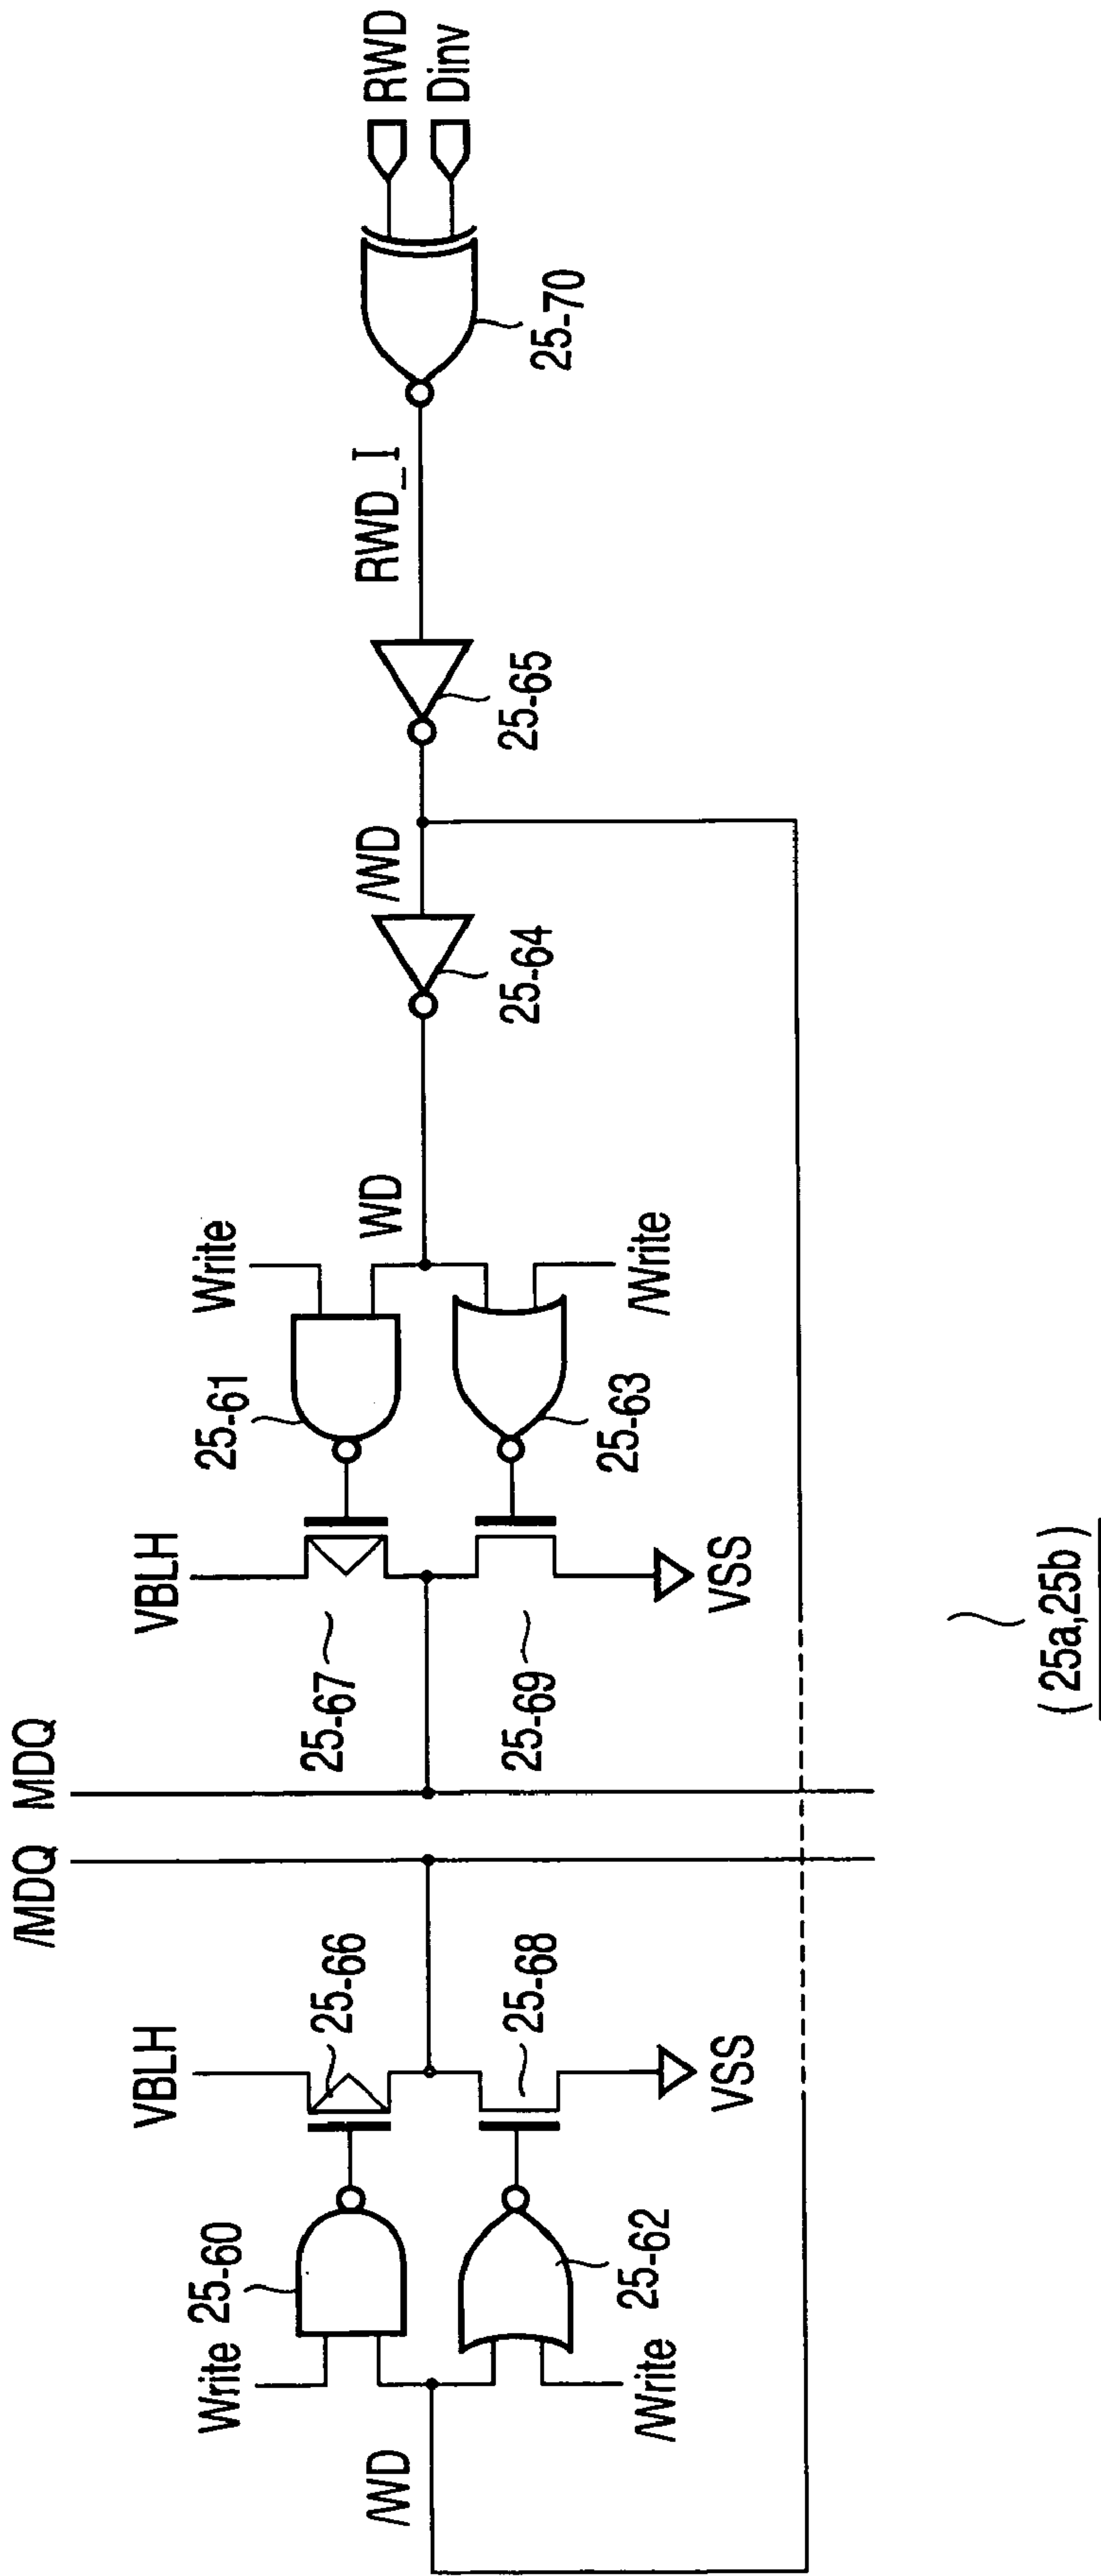 /MDQ MDQ
RWD
Dinv
25-70
RWD_I
25-65
/WD
25-64
WD
Write
/Write
25-61
25-63
VBLH
25-67
25-69
VSS
VBLH
25-66
25-68
VSS
25-60
25-62
Write
/Write
/WD
( 25a,25b )